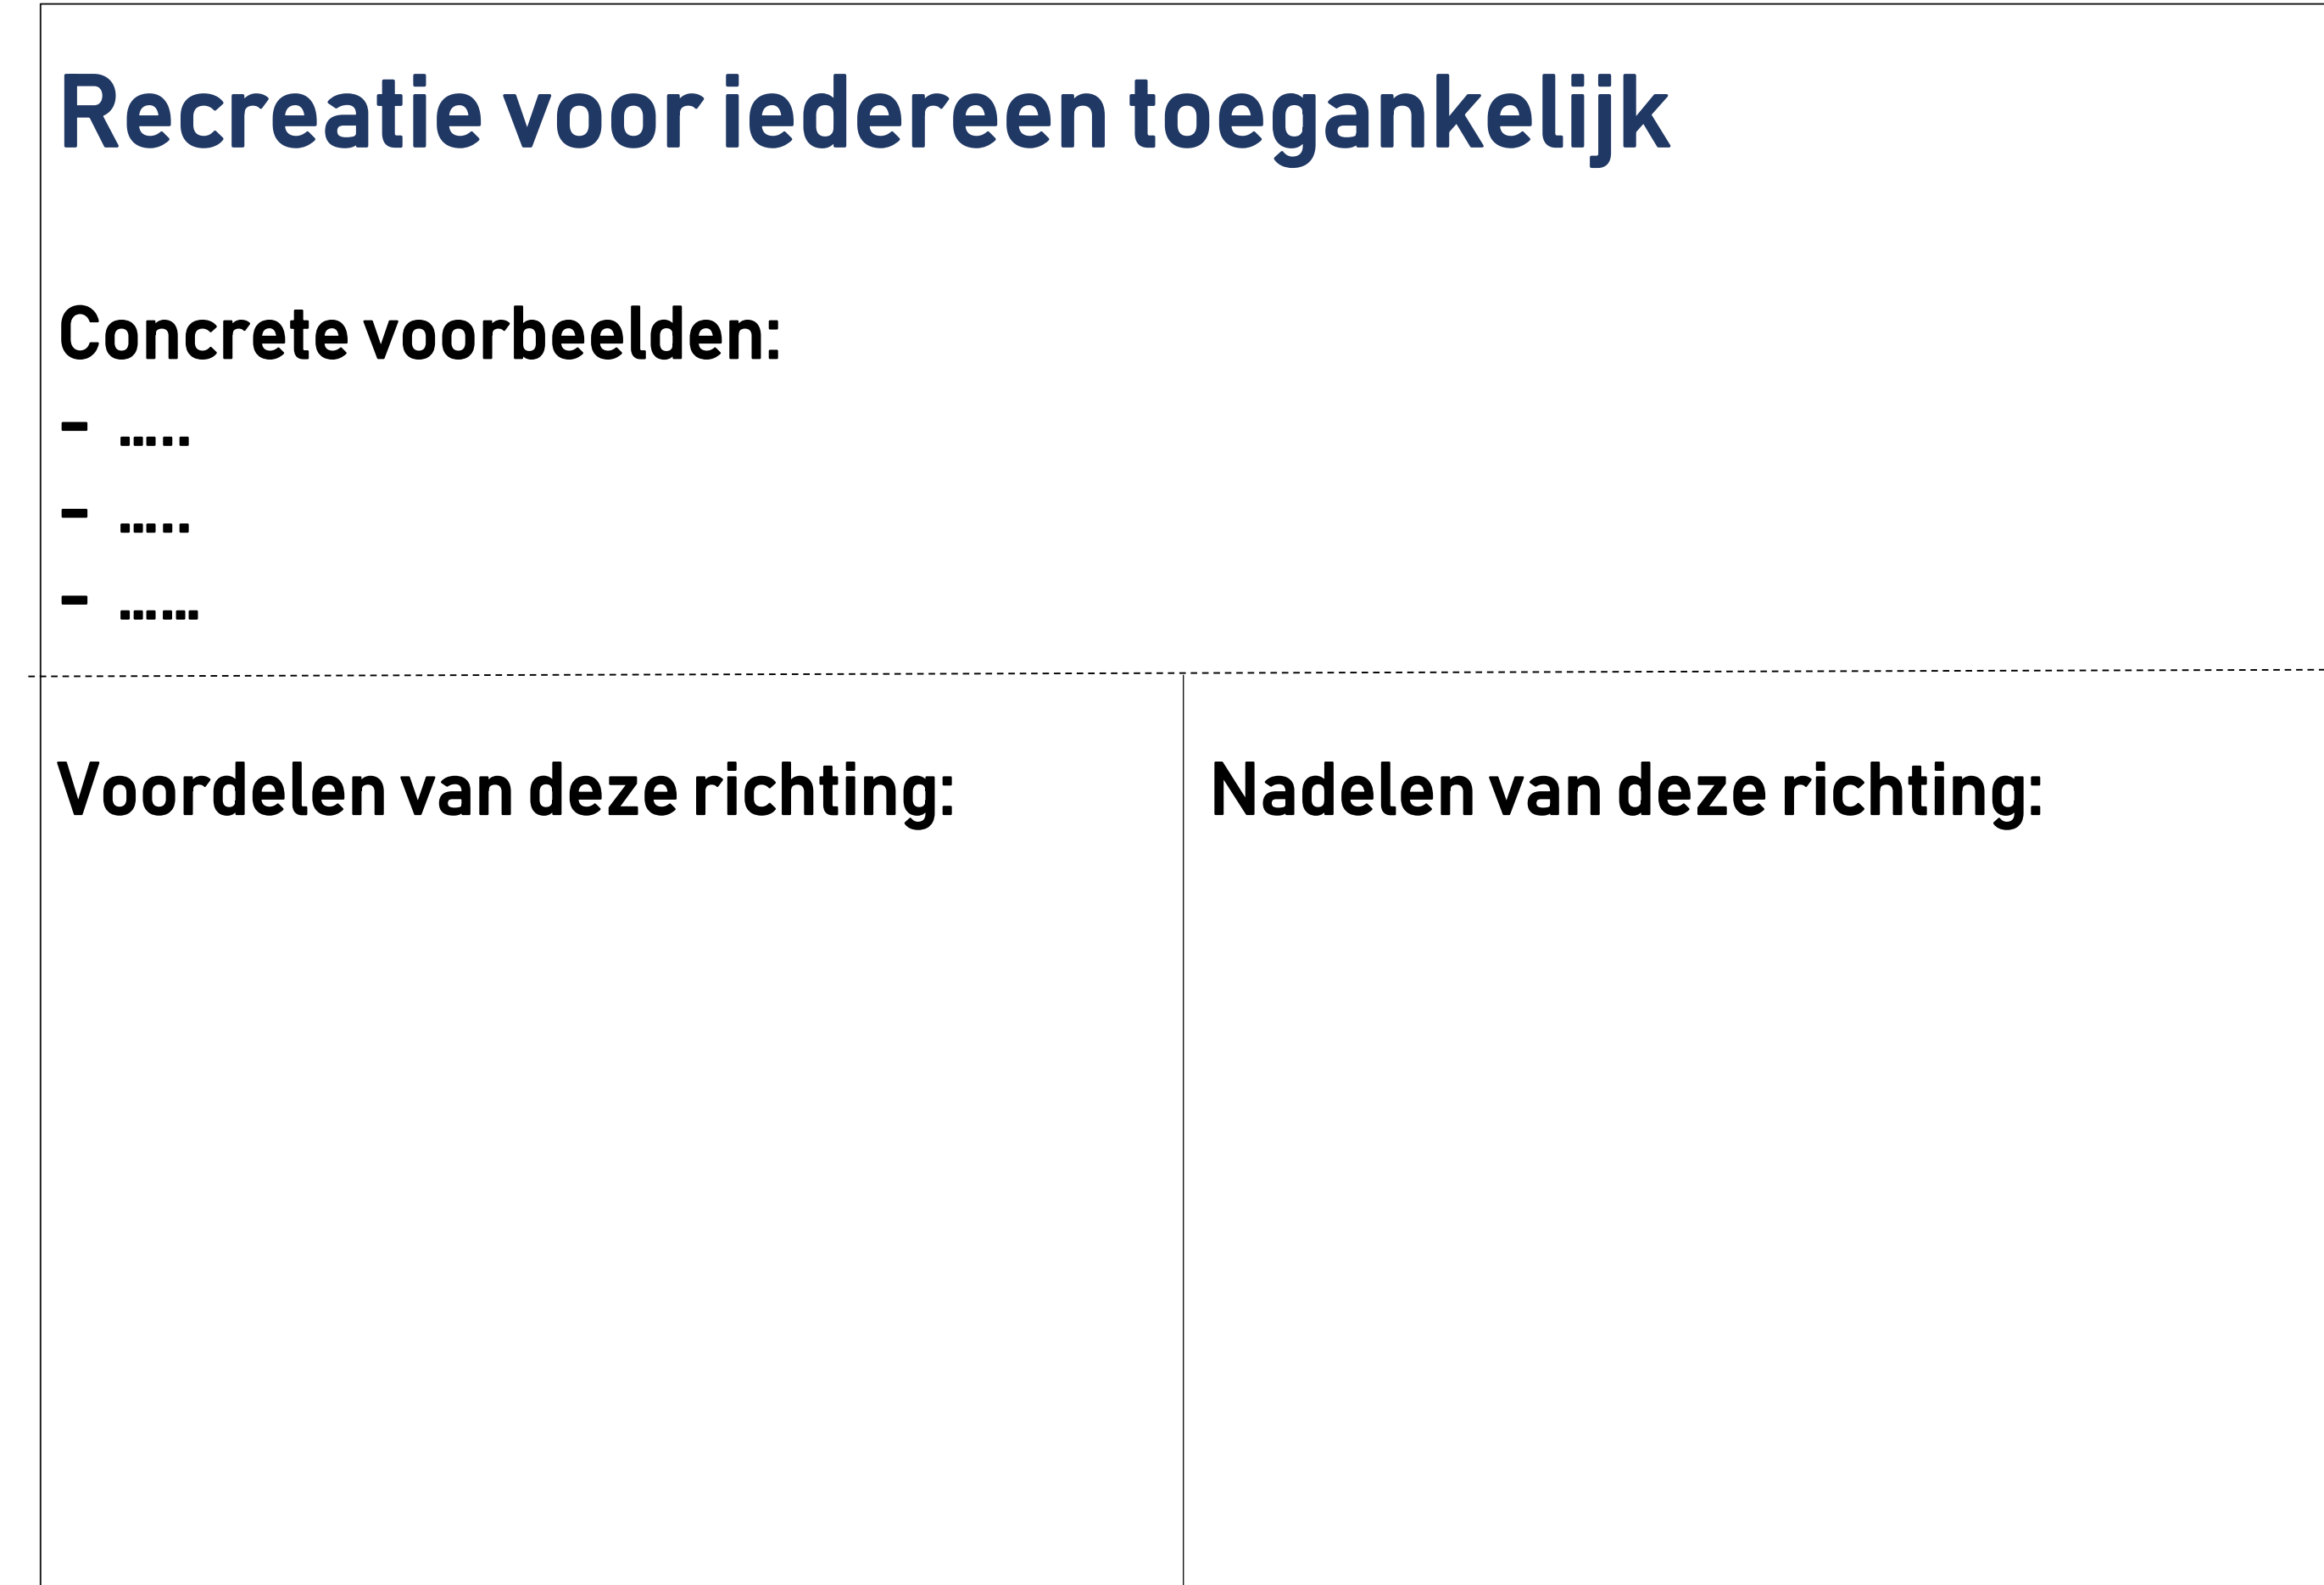 Recreatie voor iedereen toegankelijk
Concrete voorbeelden:
- …..
- …..
- ……
Voordelen van deze richting:
Nadelen van deze richting: